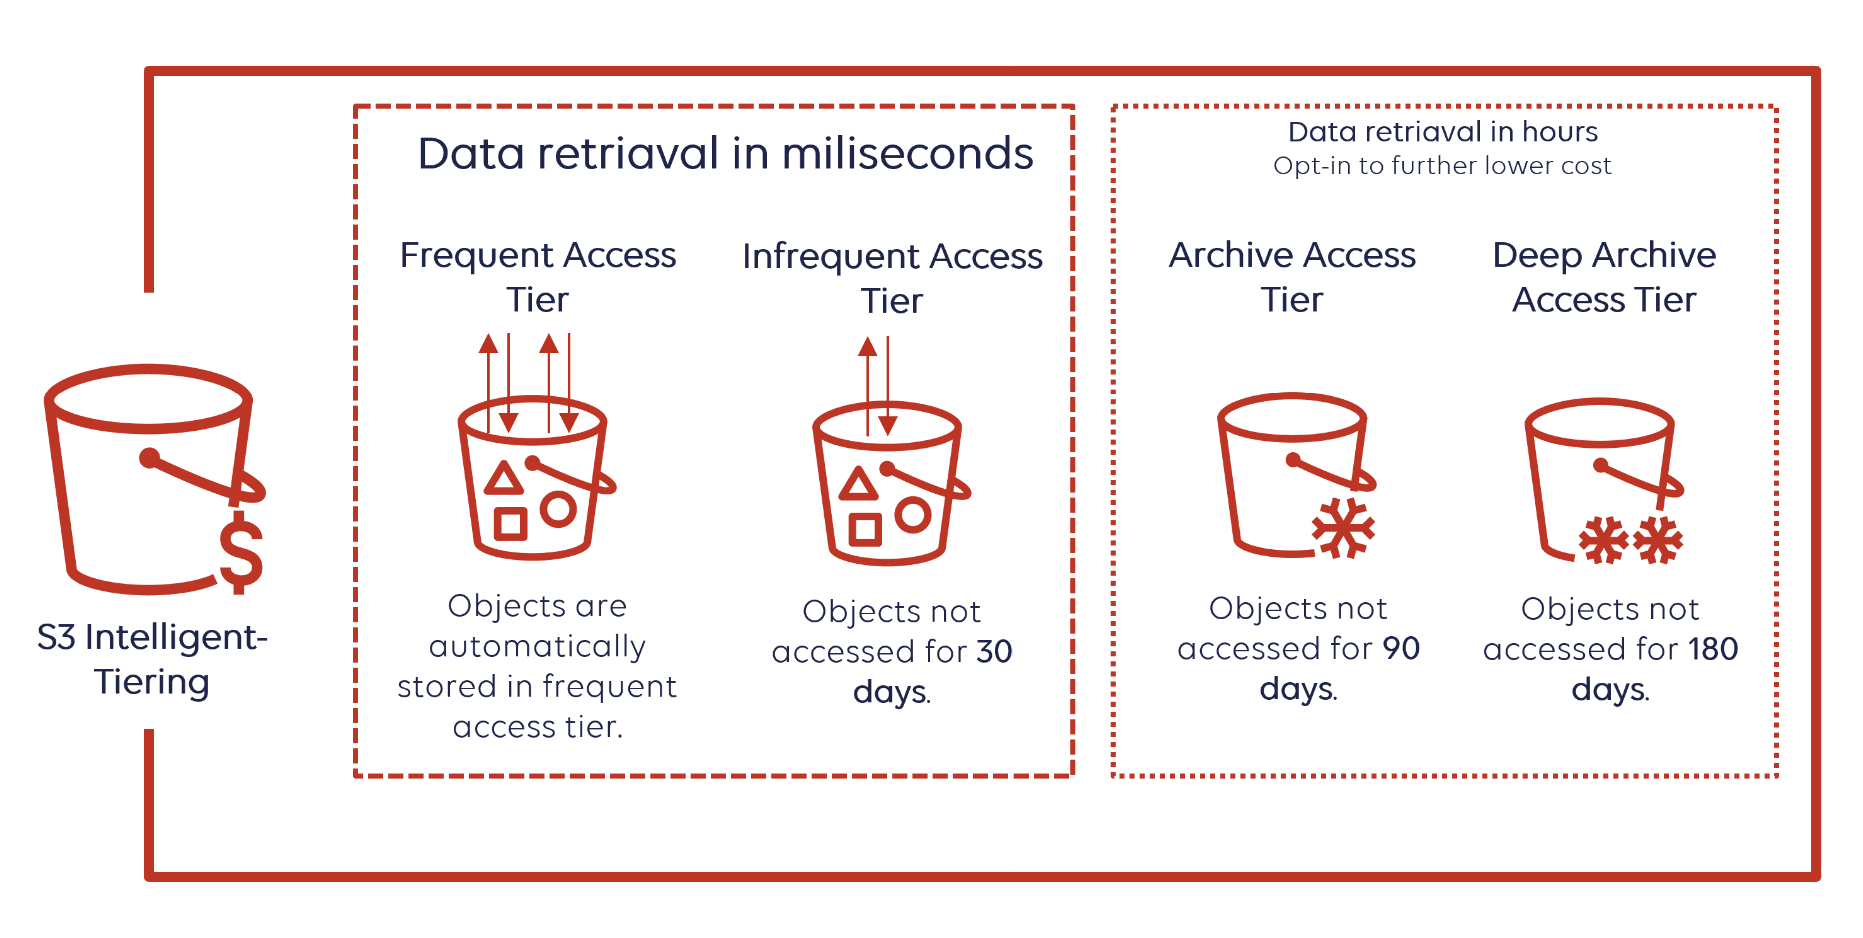 Data retriaval in miliseconds
Frequent Access
Tier
Objects are
automatically
stored in frequent
access tier.
Infrequent Access
Tier
Objects not
accessed for 30
days.
Data retriaval in hours
Opt-in to further lower cost
Archive Access
Tier
Objects not
accessed for 90
days.
Deep Archive
Access Tier
Objects not
accessed for 180
days.
$
S3 Intelligent-
Tiering